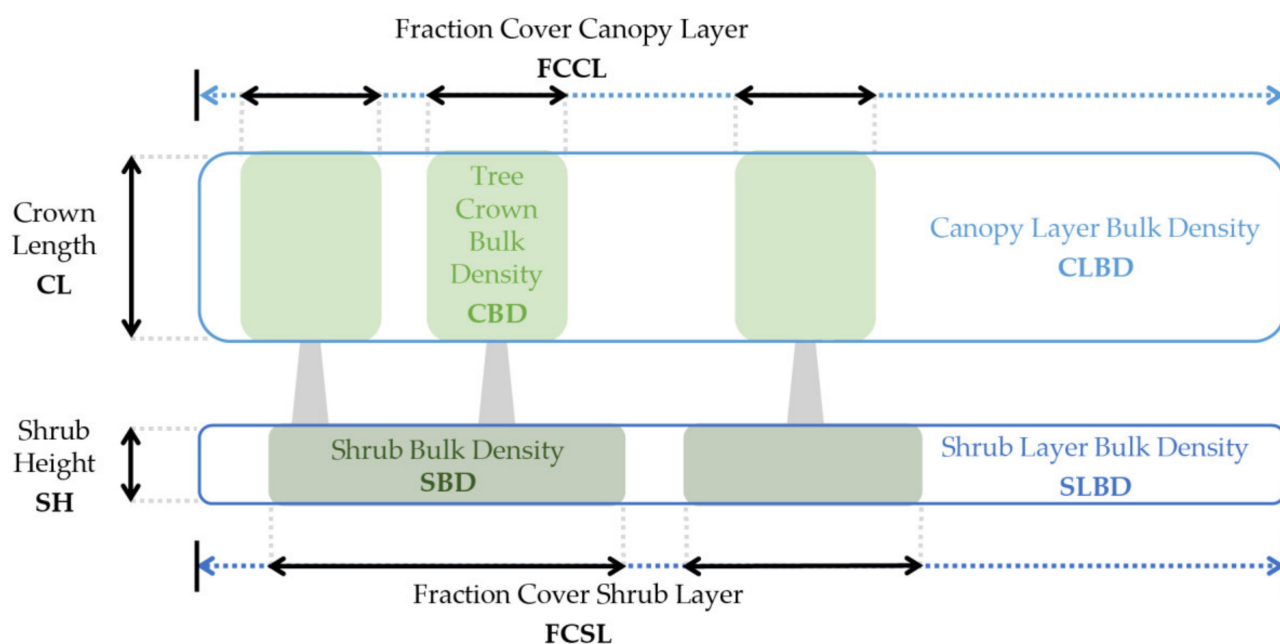 Fraction Cover Canopy Layer
FCCL
Crown
Length
CL
Tree
Crown
Bulk
Density
CBD
Canopy Layer Bulk Density
CLBD
Shrub
Height
SH
Shrub Bulk Density
SBD
Shrub Layer Bulk Density
SLBD
Fraction Cover Shrub Layer
FCSL